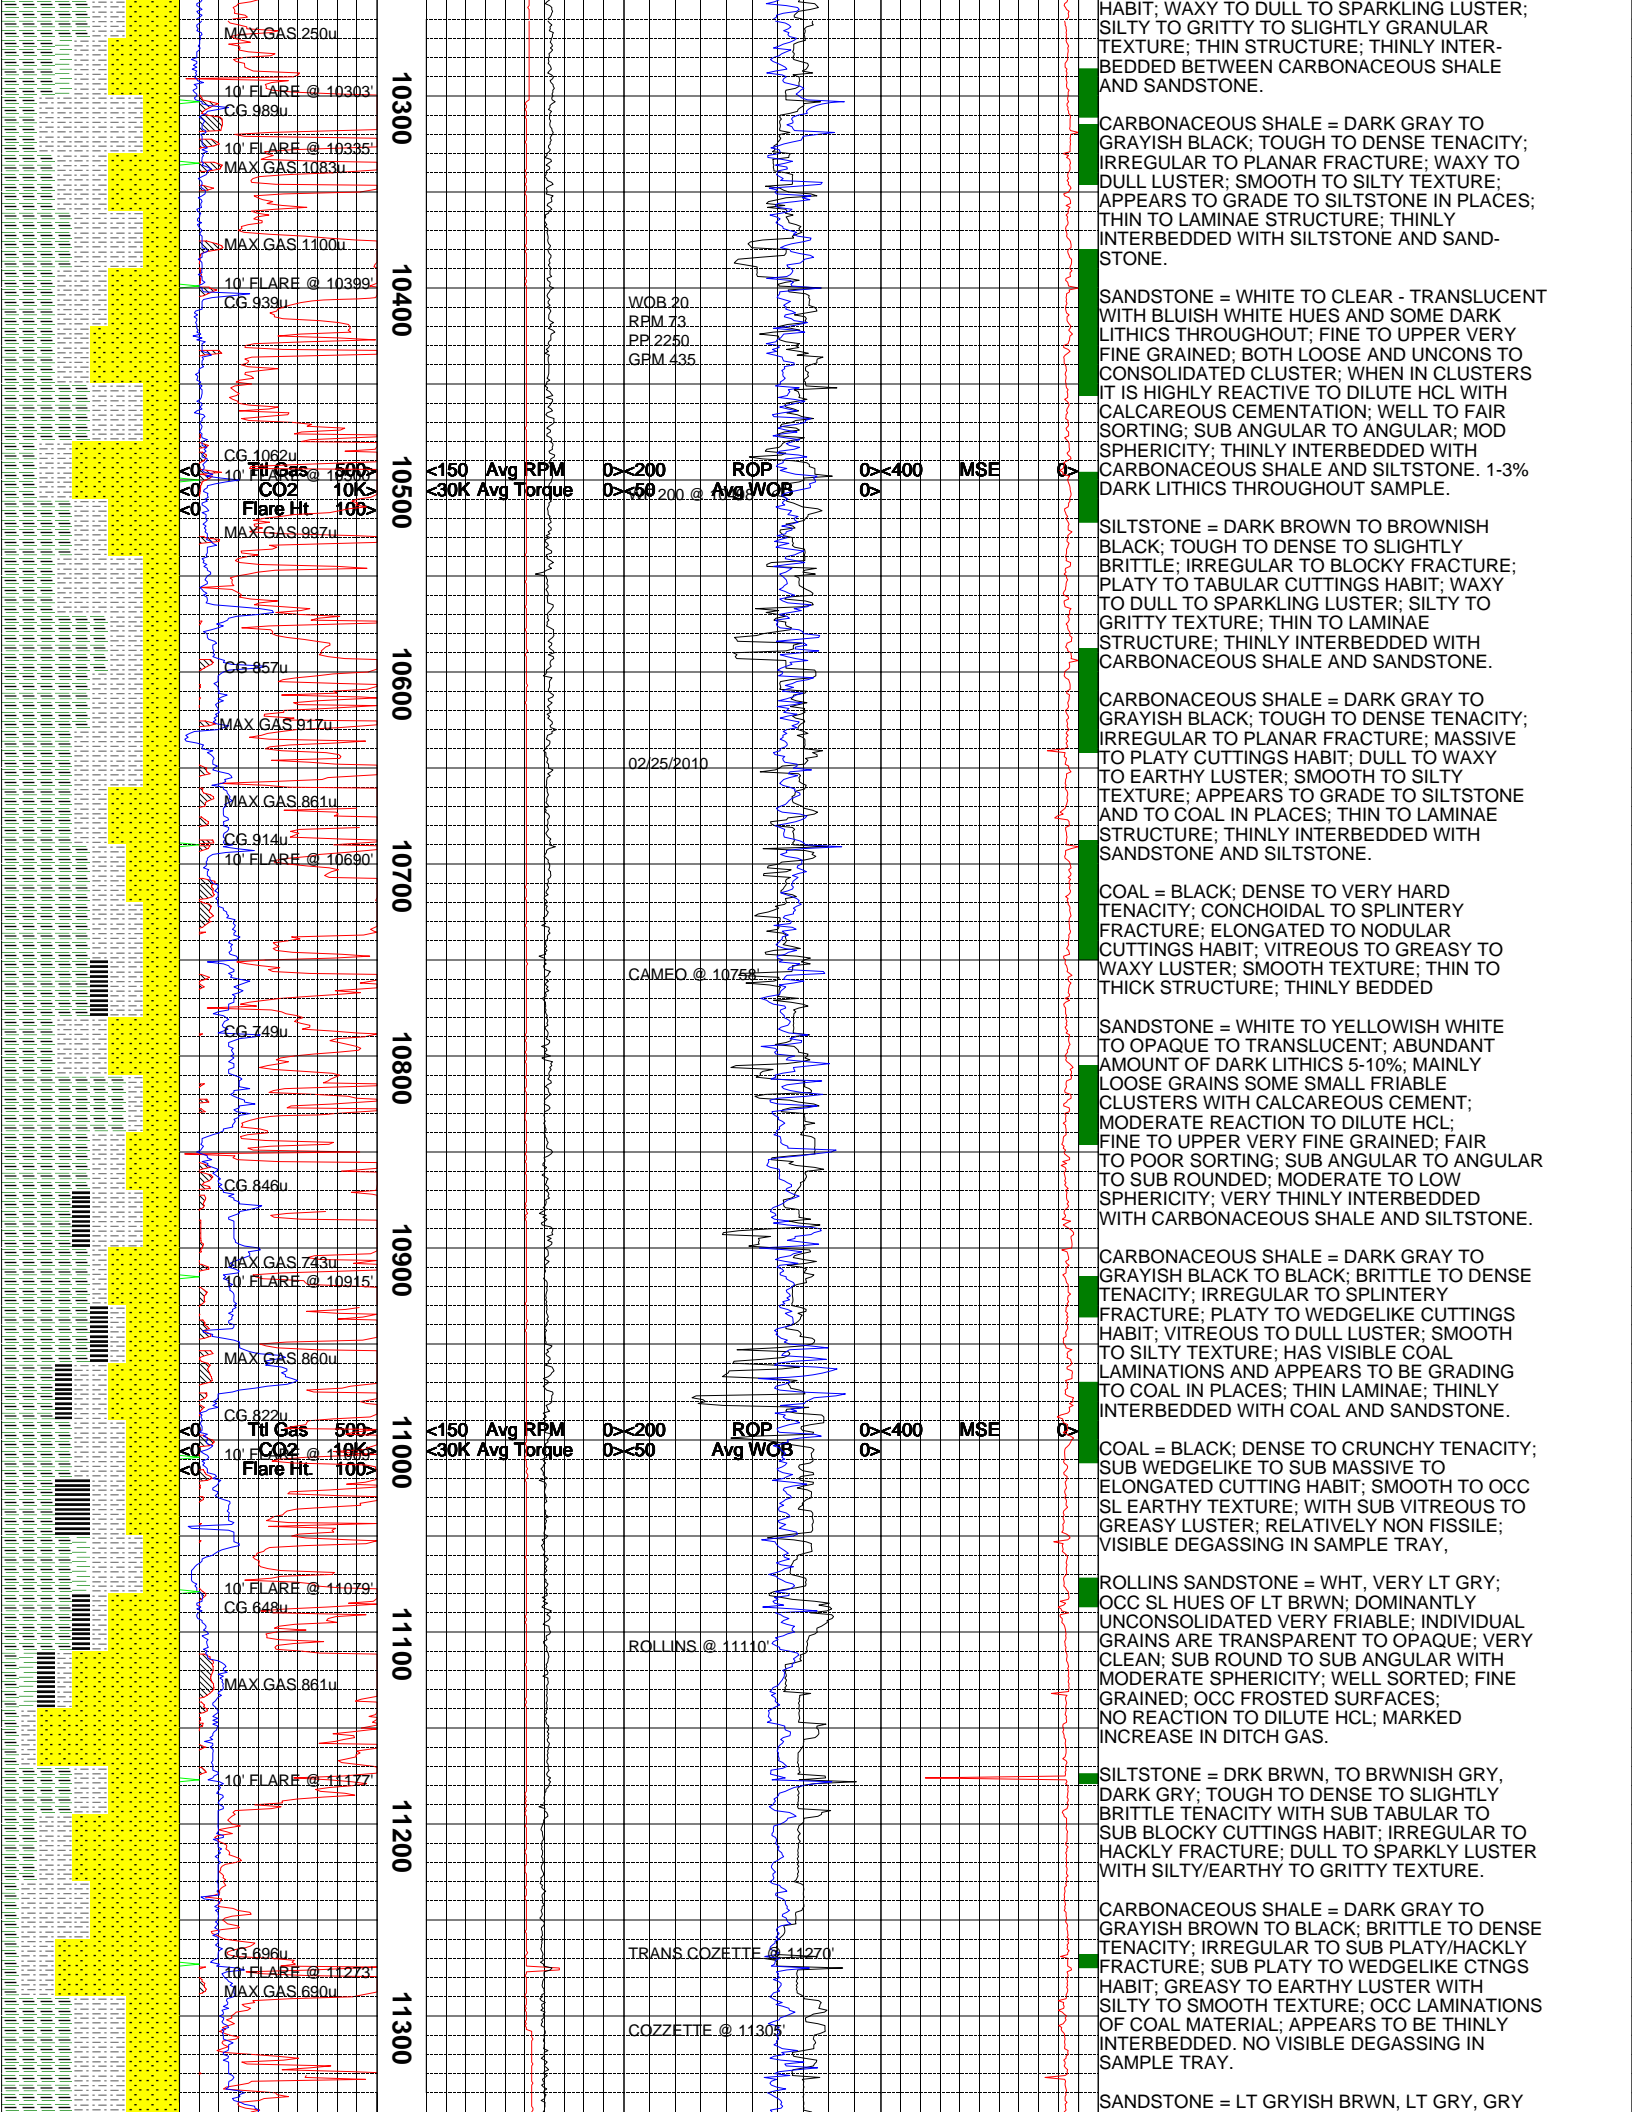 MAX GAS 250u
10' FLARE @ 10303'
CG 989u
10' FLARE @ 10335'
MAX GAS 1083u
MAX GAS 1100u
10' FLARE @ 10399'
CG 939u
CG 1062u
<0 Ttl Gas 500>
<0 CO2 10K>
<0 Flare Ht. 100>
MAX GAS 997u
CG 857u
MAX GAS 917u
MAX GAS 861u
CG 914u
10' FLARE @ 10690'
CG 749u
CG 846u
MAX GAS 743u
10' FLARE @ 10915'
MAX GAS 860u
CG 822u
<0 Ttl Gas 500>
<0 CO2 10K>
10' FLARE @
<0 Flare Ht. 100>
10' FLARE @ 11079'
CG 648u
MAX GAS 861u
10' FLARE @ 11177'
CG 696u
10' FLARE @ 11273'
MAX GAS 690u
10300
10400
10500
10600
10700
10800
10900
11000
11100
11200
11300
WOB 20
RPM 73
PP 2250
GPM 435
<150 Avg RPM 0><200 ROP 0><400 MSE 0>
<30K Avg Torque 0><50 Avg WOB 0>
02/25/2010
CAMEO @ 10758'
<150 Avg RPM 0><200 ROP 0><400 MSE 0>
<30K Avg Torque 0><50 Avg WOB 0>
ROLLINS @ 11110'
TRANS COZETTE @ 11270'
COZZETTE @ 11305'
HABIT; WAXY TO DULL TO SPARKLING LUSTER;
SILTY TO GRITTY TO SLIGHTLY GRANULAR
TEXTURE; THIN STRUCTURE; THINLY INTER-
BEDDED BETWEEN CARBONACEOUS SHALE
AND SANDSTONE.
CARBONACEOUS SHALE = DARK GRAY TO
GRAYISH BLACK; TOUGH TO DENSE TENACITY;
IRREGULAR TO PLANAR FRACTURE; WAXY TO
DULL LUSTER; SMOOTH TO SILTY TEXTURE;
APPEARS TO GRADE TO SILTSTONE IN PLACES;
THIN TO LAMINAE STRUCTURE; THINLY
INTERBEDDED WITH SILTSTONE AND SAND-
STONE.
SANDSTONE = WHITE TO CLEAR - TRANSLUCENT
WITH BLUISH WHITE HUES AND SOME DARK
LITHICS THROUGHOUT; FINE TO UPPER VERY
FINE GRAINED; BOTH LOOSE AND UNCONS TO
CONSOLIDATED CLUSTER; WHEN IN CLUSTERS
IT IS HIGHLY REACTIVE TO DILUTE HCL WITH
CALCAREOUS CEMENTATION; WELL TO FAIR
SORTING; SUB ANGULAR TO ANGULAR; MOD
SPHERICITY; THINLY INTERBEDDED WITH
CARBONACEOUS SHALE AND SILTSTONE. 1-3%
DARK LITHICS THROUGHOUT SAMPLE.
SILTSTONE = DARK BROWN TO BROWNISH
BLACK; TOUGH TO DENSE TO SLIGHTLY
BRITTLE; IRREGULAR TO BLOCKY FRACTURE;
PLATY TO TABULAR CUTTINGS HABIT; WAXY
TO DULL TO SPARKLING LUSTER; SILTY TO
GRITTY TEXTURE; THIN TO LAMINAE
STRUCTURE; THINLY INTERBEDDED WITH
CARBONACEOUS SHALE AND SANDSTONE.
CARBONACEOUS SHALE = DARK GRAY TO
GRAYISH BLACK; TOUGH TO DENSE TENACITY;
IRREGULAR TO PLANAR FRACTURE; MASSIVE
TO PLATY CUTTINGS HABIT; DULL TO WAXY
TO EARTHY LUSTER; SMOOTH TO SILTY
TEXTURE; APPEARS TO GRADE TO SILTSTONE
AND TO COAL IN PLACES; THIN TO LAMINAE
STRUCTURE; THINLY INTERBEDDED WITH
SANDSTONE AND SILTSTONE.
COAL = BLACK; DENSE TO VERY HARD
TENACITY; CONCHOIDAL TO SPLINTERY
FRACTURE; ELONGATED TO NODULAR
CUTTINGS HABIT; VITREOUS TO GREASY TO
WAXY LUSTER; SMOOTH TEXTURE; THIN TO
THICK STRUCTURE; THINLY BEDDED
SANDSTONE = WHITE TO YELLOWISH WHITE
TO OPAQUE TO TRANSLUCENT; ABUNDANT
AMOUNT OF DARK LITHICS 5-10%; MAINLY
LOOSE GRAINS SOME SMALL FRIABLE
CLUSTERS WITH CALCAREOUS CEMENT;
MODERATE REACTION TO DILUTE HCL;
FINE TO UPPER VERY FINE GRAINED; FAIR
TO POOR SORTING; SUB ANGULAR TO ANGULAR
TO SUB ROUNDED; MODERATE TO LOW
SPHERICITY; VERY THINLY INTERBEDDED
WITH CARBONACEOUS SHALE AND SILTSTONE.
CARBONACEOUS SHALE = DARK GRAY TO
GRAYISH BLACK TO BLACK; BRITTLE TO DENSE
TENACITY; IRREGULAR TO SPLINTERY
FRACTURE; PLATY TO WEDGELIKE CUTTINGS
HABIT; VITREOUS TO DULL LUSTER; SMOOTH
TO SILTY TEXTURE; HAS VISIBLE COAL
LAMINATIONS AND APPEARS TO BE GRADING
TO COAL IN PLACES; THIN LAMINAE; THINLY
INTERBEDDED WITH COAL AND SANDSTONE.
COAL = BLACK; DENSE TO CRUNCHY TENACITY;
SUB WEDGELIKE TO SUB MASSIVE TO
ELONGATED CUTTING HABIT; SMOOTH TO OCC
SL EARTHY TEXTURE; WITH SUB VITREOUS TO
GREASY LUSTER; RELATIVELY NON FISSILE;
VISIBLE DEGASSING IN SAMPLE TRAY,
ROLLINS SANDSTONE = WHT, VERY LT GRY;
OCC SL HUES OF LT BRWN; DOMINANTLY
UNCONSOLIDATED VERY FRIABLE; INDIVIDUAL
GRAINS ARE TRANSPARENT TO OPAQUE; VERY
CLEAN; SUB ROUND TO SUB ANGULAR WITH
MODERATE SPHERICITY; WELL SORTED; FINE
GRAINED; OCC FROSTED SURFACES;
NO REACTION TO DILUTE HCL; MARKED
INCREASE IN DITCH GAS.
SILTSTONE = DRK BRWN, TO BRWNISH GRY,
DARK GRY; TOUGH TO DENSE TO SLIGHTLY
BRITTLE TENACITY WITH SUB TABULAR TO
SUB BLOCKY CUTTINGS HABIT; IRREGULAR TO
HACKLY FRACTURE; DULL TO SPARKLY LUSTER
WITH SILTY/EARTHY TO GRITTY TEXTURE.
CARBONACEOUS SHALE = DARK GRAY TO
GRAYISH BROWN TO BLACK; BRITTLE TO DENSE
TENACITY; IRREGULAR TO SUB PLATY/HACKLY
FRACTURE; SUB PLATY TO WEDGELIKE CTNGS
HABIT; GREASY TO EARTHY LUSTER WITH
SILTY TO SMOOTH TEXTURE; OCC LAMINATIONS
OF COAL MATERIAL; APPEARS TO BE THINLY
INTERBEDDED. NO VISIBLE DEGASSING IN
SAMPLE TRAY.
SANDSTONE = LT GRYISH BRWN, LT GRY, GRY